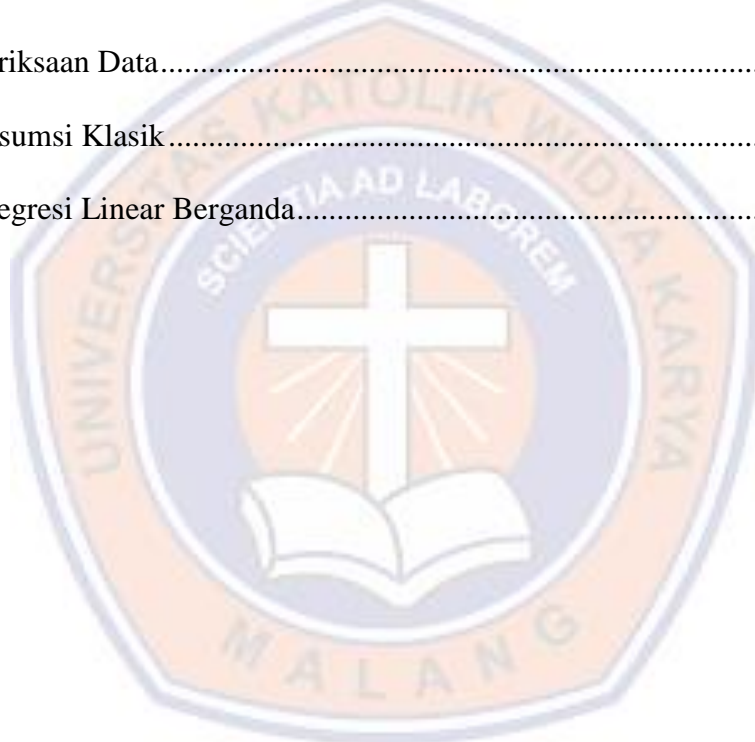 riksaan Data
sumsi Klasik
egresi Linear Berganda
UNIVERSITAS KATOLIK WIDYA KARYA
SCIENTIA AD LABOREM
MALANG